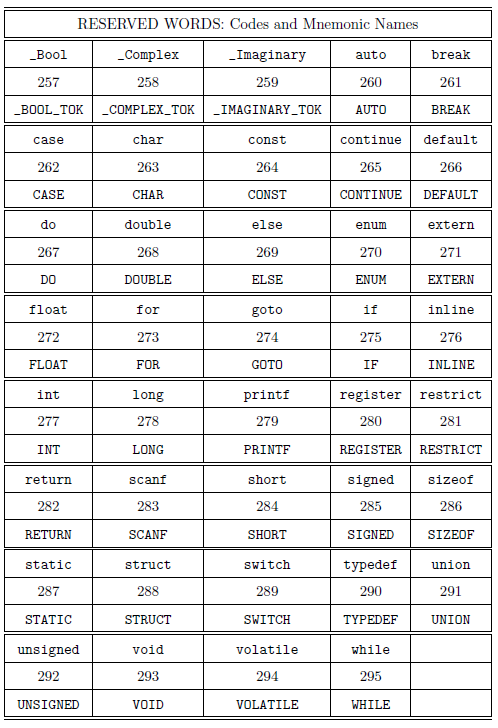 RESERVED WORDS: Codes and Mnemonic Names
_Bool _Complex _Imaginary auto break
257 258 259 260 261
_BOOL_TOK _COMPLEX_TOK _IMAGINARY_TOK AUTO BREAK
case char const continue default
262 263 264 265 266
CASE CHAR CONST CONTINUE DEFAULT
do double else enum extern
267 268 269 270 271
DO DOUBLE ELSE ENUM EXTERN
float for goto if inline
272 273 274 275 276
FLOAT FOR GOTO IF INLINE
int long printf register restrict
277 278 279 280 281
INT LONG PRINTF REGISTER RESTRICT
return scanf short signed sizeof
282 283 284 285 286
RETURN SCANF SHORT SIGNED SIZEOF
static struct switch typedef union
287 288 289 290 291
STATIC STRUCT SWITCH TYPEDEF UNION
unsigned void volatile while
292 293 294 295
UNSIGNED VOID VOLATILE WHILE